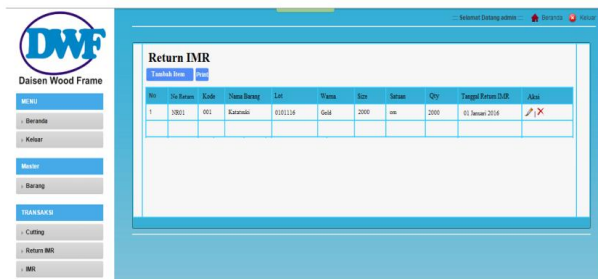 ::: Selamat Datang admin ::: Beranda Keluar
DWF
Daisen Wood Frame
MENU
› Beranda
› Keluar
Master
› Barang
TRANSAKSI
› Cutting
› Return IMR
› IMR
Return IMR
Tambah Item Print
No No Return Kode Nama Barang Lot Warna Size Satuan Qty Tanggal Return IMR Aksi
1 NR01 001 Katatsuki 0101116 Gold 2000 cm 2000 01 Januari 2016 |